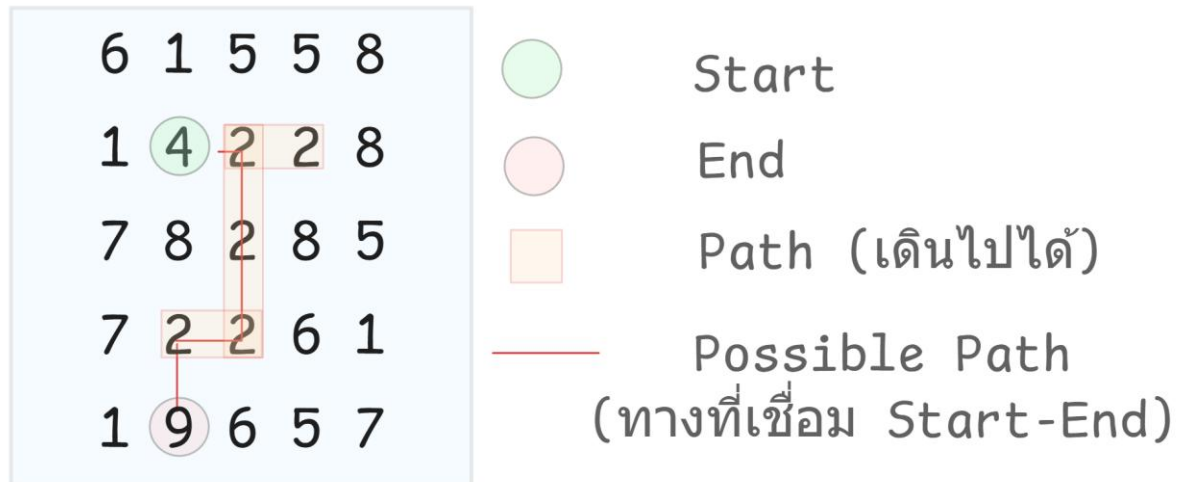 6 1 5 5 8
1 4 2 2 8
7 8 2 8 5
7 2 2 6 1
1 9 6 5 7
Start
End
Path (เดินไปได้)
Possible Path
(ทางที่เชื่อม Start-End)